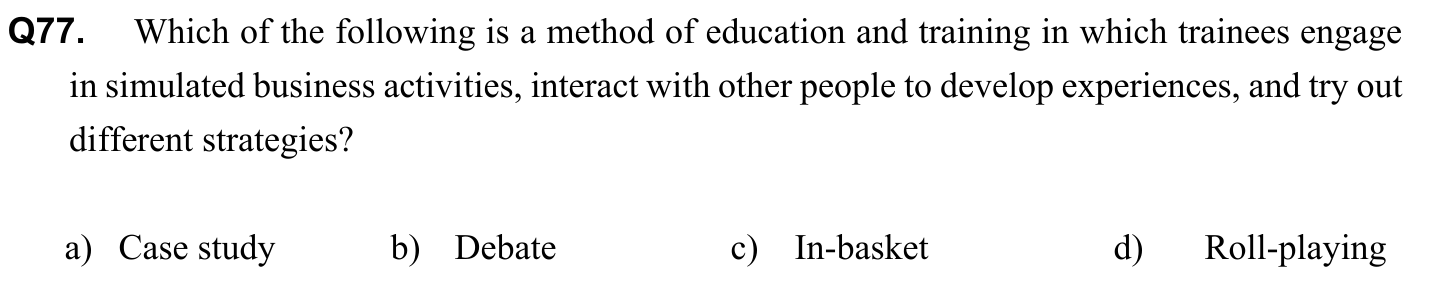 Q77. Which of the following is a method of education and training in which trainees engage
in simulated business activities, interact with other people to develop experiences, and try out
different strategies?
a) Case study b) Debate c) In-basket d) Roll-playing